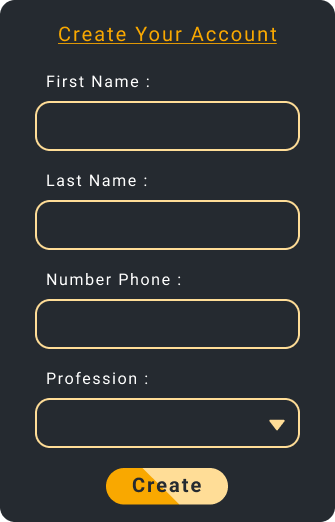 Create Your Account
First Name :
Last Name :
Number Phone :
Profession :
Create